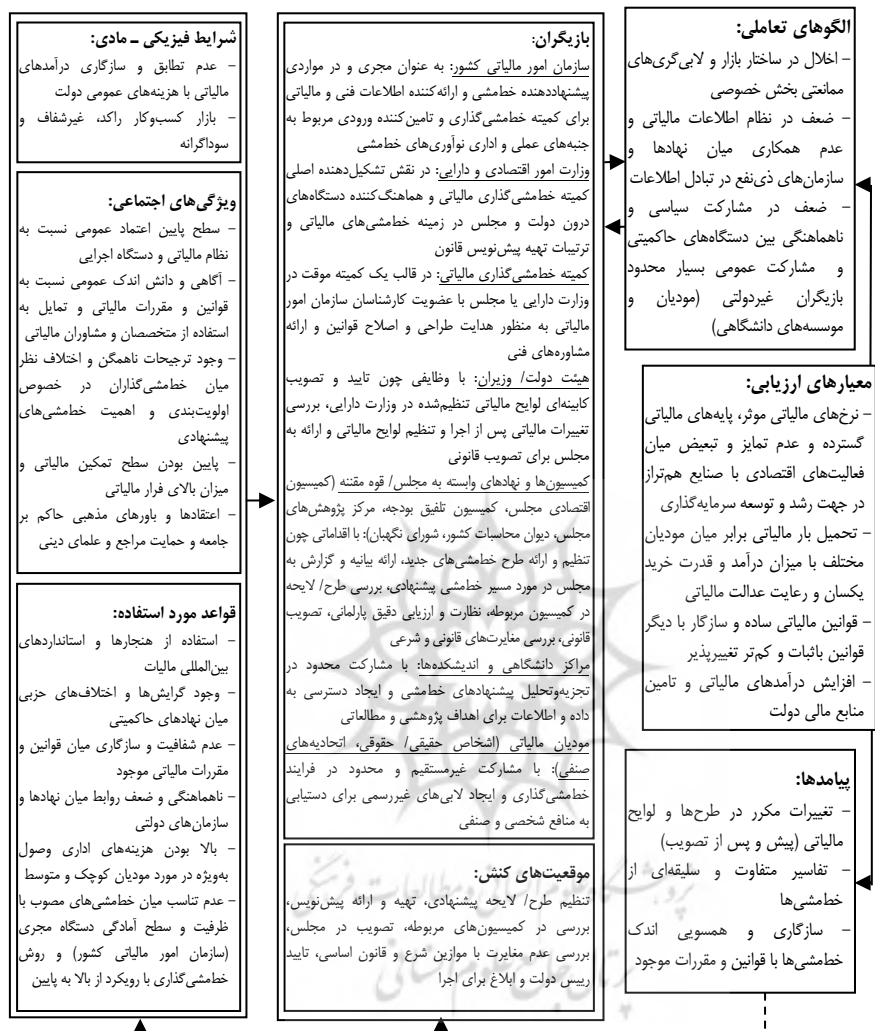 شرایط فیزیکی ـ مادی:
– عدم تطابق و سازگاری درآمدهای
مالیاتی با هزینه‌های عمومی دولت
– بازار کسب‌وکار راکد، غیرشفاف و
سوداگرانه
ویژگی‌های اجتماعی:
– سطح پایین اعتماد عمومی نسبت به
نظام مالیاتی و دستگاه اجرایی
– آگاهی و دانش اندک عمومی نسبت به
قوانین و مقررات مالیاتی و تمایل به
استفاده از متخصصان و مشاوران مالیاتی
– وجود ترجیحات ناهمگن و اختلاف نظر
میان خط‌مشی‌گذاران در خصوص
اولویت‌بندی و اهمیت خط‌مشی‌های
پیشنهادی
– پایین بودن سطح تمکین مالیاتی و
میزان بالای فرار مالیاتی
– اعتقادها و باورهای مذهبی حاکم بر
جامعه و حمایت مراجع و علمای دینی
قواعد مورد استفاده:
– استفاده از هنجارها و استانداردهای
بین‌المللی مالیات
– وجود گرایش‌ها و اختلاف‌های حزبی
میان نهادهای حاکمیتی
– عدم شفافیت و سازگاری میان قوانین و
مقررات مالیاتی موجود
– ناهماهنگی و ضعف روابط میان نهادها و
سازمان‌های دولتی
– بالا بودن هزینه‌های اداری وصول
به‌ویژه در مورد مودیان کوچک و متوسط
– عدم تناسب میان خط‌مشی‌های مصوب با
ظرفیت و سطح آمادگی دستگاه مجری
(سازمان امور مالیاتی کشور) و روش
خط‌مشی‌گذاری با رویکرد از بالا به پایین
بازیگران:
سازمان امور مالیاتی کشور: به عنوان مجری و در مواردی
پیشنهاددهنده خط‌مشی و ارائه‌کننده اطلاعات فنی و مالیاتی
برای کمیته خط‌مشی‌گذاری و تامین‌کننده ورودی مربوط به
جنبه‌های عملی و اداری نوآوری‌های خط‌مشی
وزارت امور اقتصادی و دارایی: در نقش تشکیل‌دهنده اصلی
کمیته خط‌مشی‌گذاری مالیاتی و هماهنگ‌کننده دستگاه‌های
درون دولت و مجلس در زمینه خط‌مشی‌های مالیاتی و
ترتیبات تهیه پیش‌نویس قانون
کمیته خط‌مشی‌گذاری مالیاتی: در قالب یک کمیته موقت در
وزارت دارایی یا مجلس با عضویت کارشناسان سازمان امور
مالیاتی به منظور هدایت طراحی و اصلاح قوانین و ارائه
مشاوره‌های فنی
هیئت دولت/ وزیران: با وظایفی چون تایید و تصویب
کابینه‌ای لوایح مالیاتی تنظیم‌شده در وزارت دارایی، بررسی
تغییرات مالیاتی پس از اجرا و تنظیم لوایح مالیاتی و ارائه به
مجلس برای تصویب قانونی
کمیسیون‌ها و نهادهای وابسته به مجلس/ قوه مقننه (کمیسیون
اقتصادی مجلس، کمیسیون تلفیق بودجه، مرکز پژوهش‌های
مجلس، دیوان محاسبات کشور، شورای نگهبان): با اقداماتی چون
تنظیم و ارائه طرح خط‌مشی‌های جدید، ارائه بیانیه و گزارش به
مجلس در مورد مسیر خط‌مشی پیشنهادی، بررسی طرح/ لایحه
در کمیسیون مربوطه، نظارت و ارزیابی دقیق پارلمانی، تصویب
قانونی، بررسی مغایرت‌های قانونی و شرعی
مراکز دانشگاهی و اندیشکده‌ها: با مشارکت محدود در
تجزیه‌وتحلیل پیشنهادهای خط‌مشی و ایجاد دسترسی به
داده و اطلاعات برای اهداف پژوهشی و مطالعاتی
مودیان مالیاتی (اشخاص حقیقی/ حقوقی، اتحادیه‌های
صنفی): با مشارکت غیرمستقیم و محدود در فرایند
خط‌مشی‌گذاری و ایجاد لابی‌های غیررسمی برای دستیابی
به منافع شخصی و صنفی
موقعیت‌های کنش:
تنظیم طرح/ لایحه پیشنهادی، تهیه و ارائه پیش‌نویس،
بررسی در کمیسیون‌های مربوطه، تصویب در مجلس،
بررسی عدم مغایرت با موازین شرع و قانون اساسی، تایید
رییس دولت و ابلاغ برای اجرا
الگوهای تعاملی:
– اخلال در ساختار بازار و لابی‌گری‌های
ممانعتی بخش خصوصی
– ضعف در نظام اطلاعات مالیاتی و
عدم همکاری میان نهادها و
سازمان‌های ذی‌نفع در تبادل اطلاعات
– ضعف در مشارکت سیاسی و
ناهماهنگی بین دستگاه‌های حاکمیتی
و مشارکت عمومی بسیار محدود
بازیگران غیردولتی (مودیان و
موسسه‌های دانشگاهی)
معیارهای ارزیابی:
– نرخ‌های مالیاتی موثر، پایه‌های مالیاتی
گسترده و عدم تمایز و تبعیض میان
فعالیت‌های اقتصادی با صنایع هم‌تراز
در جهت رشد و توسعه سرمایه‌گذاری
– تحمیل بار مالیاتی برابر میان مودیان
مختلف با میزان درآمد و قدرت خرید
یکسان و رعایت عدالت مالیاتی
– قوانین مالیاتی ساده و سازگار با دیگر
قوانین باثبات و کم‌تر تغییرپذیر
– افزایش درآمدهای مالیاتی و تامین
منابع مالی دولت
پیامدها:
– تغییرات مکرر در طرح‌ها و لوایح
مالیاتی (پیش و پس از تصویب)
– تفاسیر متفاوت و سلیقه‌ای از
خط‌مشی‌ها
– سازگاری و همسویی اندک
خط‌مشی‌ها با قوانین و مقررات موجود
پژوهشگاه علوم انسانی و مطالعات فرهنگی
پرتال جامع علوم انسانی